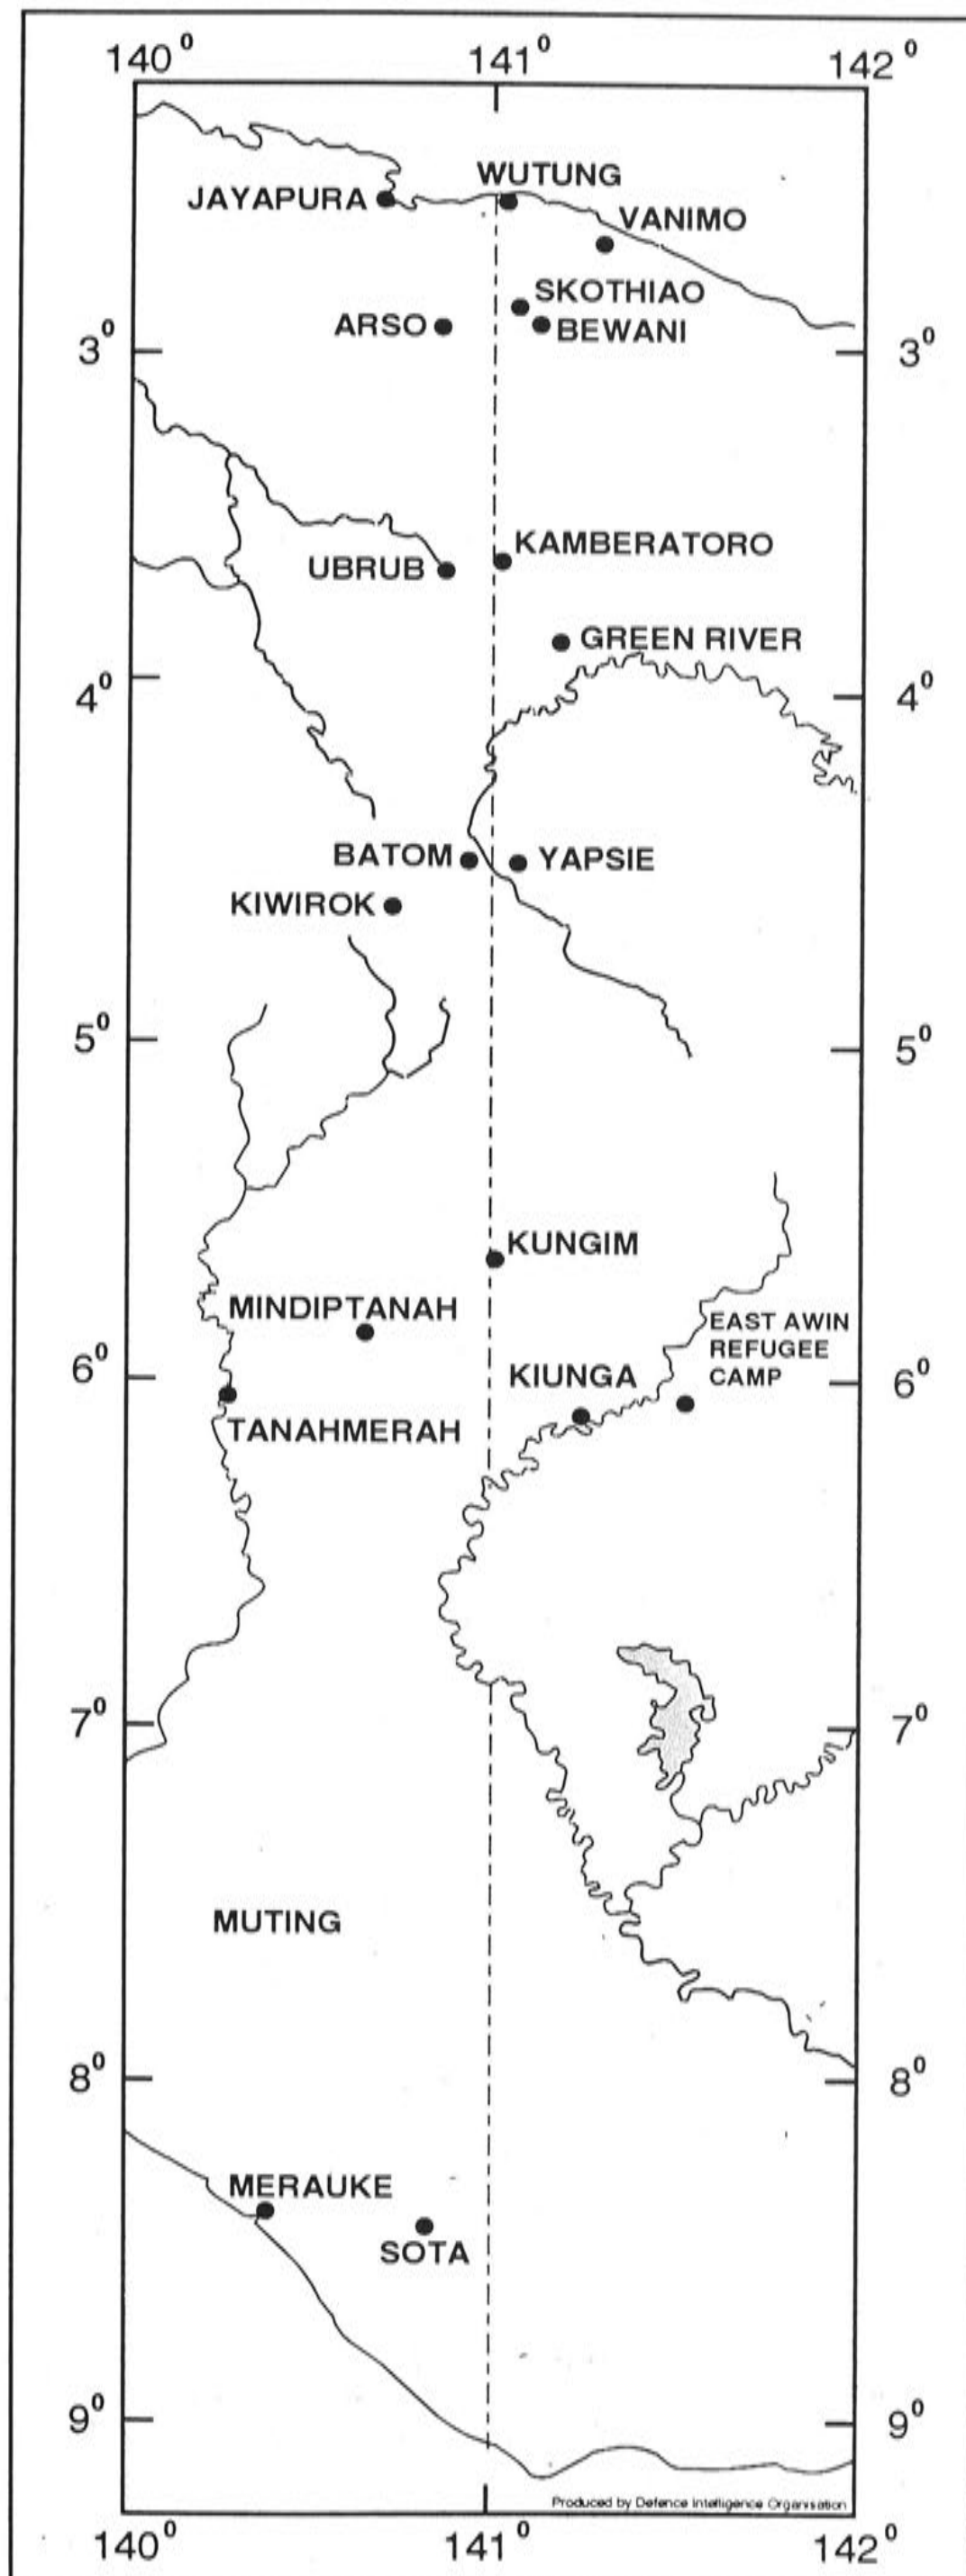 140⁰
141⁰
142⁰
WUTUNG
JAYAPURA
VANIMO
SKOTHIAO
ARSO
BEWANI
3⁰
3⁰
KAMBERATORO
UBRUB
GREEN RIVER
4⁰
4⁰
BATOM
YAPSIE
KIWIROK
5⁰
5⁰
KUNGIM
MINDIPTANAH
EAST AWIN
REFUGEE
CAMP
6⁰
KIUNGA
6⁰
TANAHMERAH
7⁰
7⁰
MUTING
8⁰
8⁰
MERAUKE
SOTA
9⁰
9⁰
Produced by Defence Intelligence Organisation
140⁰
141⁰
142⁰